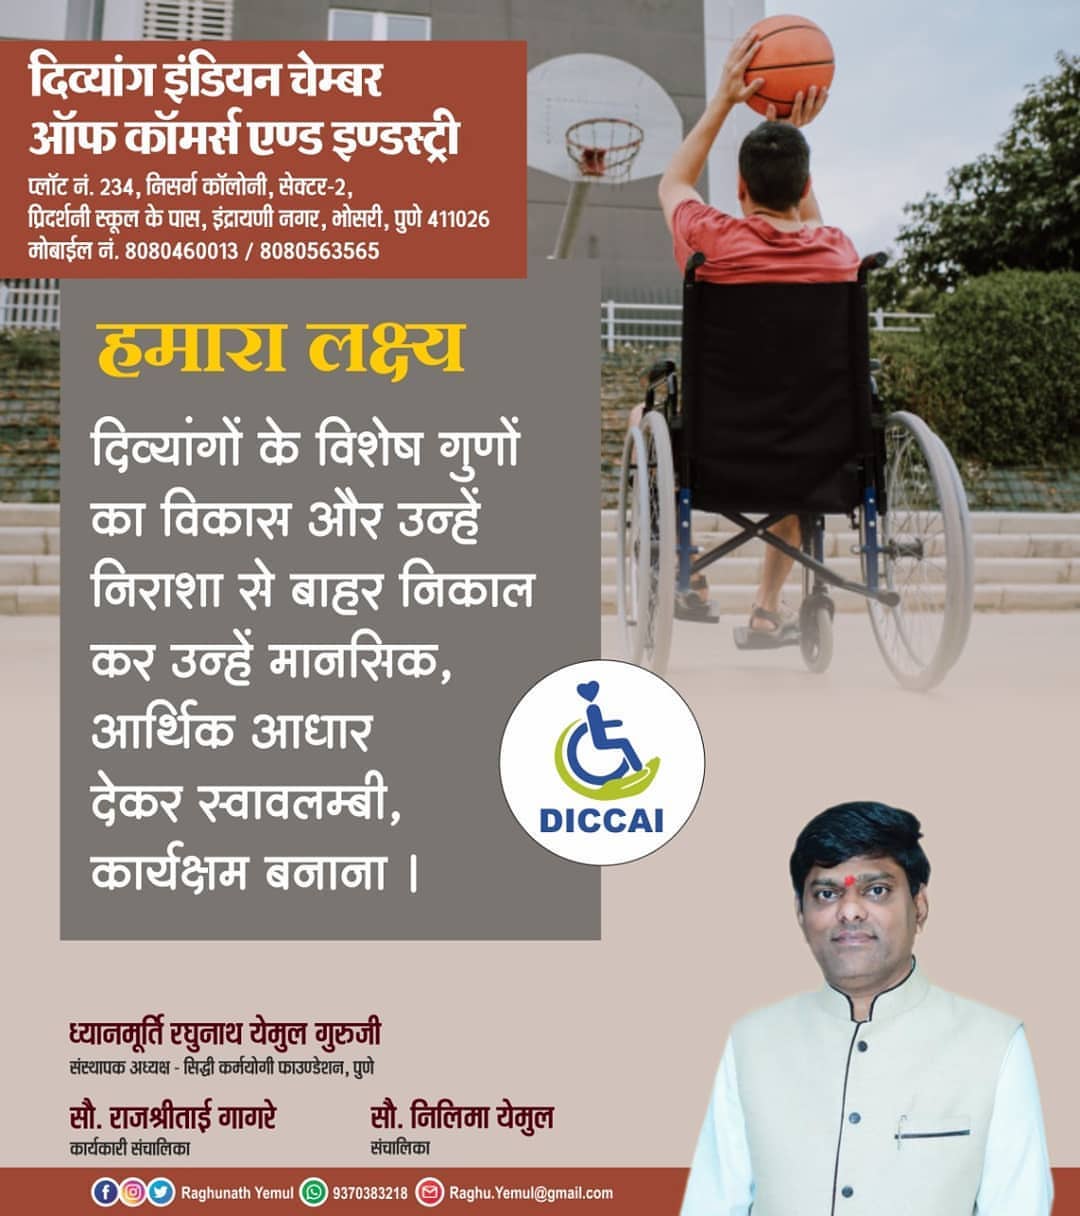 दिव्यांग इंडियन चेम्बर
ऑफ कॉमर्स एण्ड इण्डस्ट्री
प्लॉट नं. 234, निसर्ग कॉलोनी, सेक्टर-2,
प्रिदर्शनी स्कूल के पास, इंद्रायणी नगर, भोसरी, पुणे 411026
मोबाईल नं. 8080460013 / 8080563565
हमारा लक्ष्य
दिव्यांगों के विशेष गुणों
का विकास और उन्हें
निराशा से बाहर निकाल
कर उन्हें मानसिक,
आर्थिक आधार
देकर स्वावलम्बी,
कार्यक्षम बनाना ।
DICCAI
ध्यानमूर्ति रघुनाथ येमुल गुरुजी
संस्थापक अध्यक्ष - सिद्धी कर्मयोगी फाउण्डेशन, पुणे
सौ. राजश्रीताई गागरे
कार्यकारी संचालिका
सौ. निलिमा येमुल
संचालिका
Raghunath Yemul 9370383218 Raghu.Yemul@gmail.com